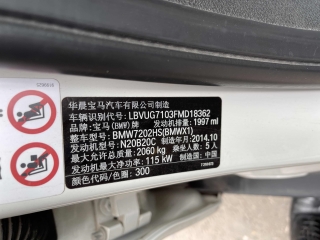 华晨宝马汽车有限公司制造
车辆识别代号: LBVUG7103FMD18362
品牌:宝马(BMW)牌 发动机排量:1997 ml
整车型号: BMW7202HS(BMWX1)
发动机型号: N20B20C 制造年月:2014.10
最大允许总质量: 2060 kg 乘坐人数: 5 人
发动机最大净功率: 115 kW 制造国:中国
颜色代码/色圈: 300